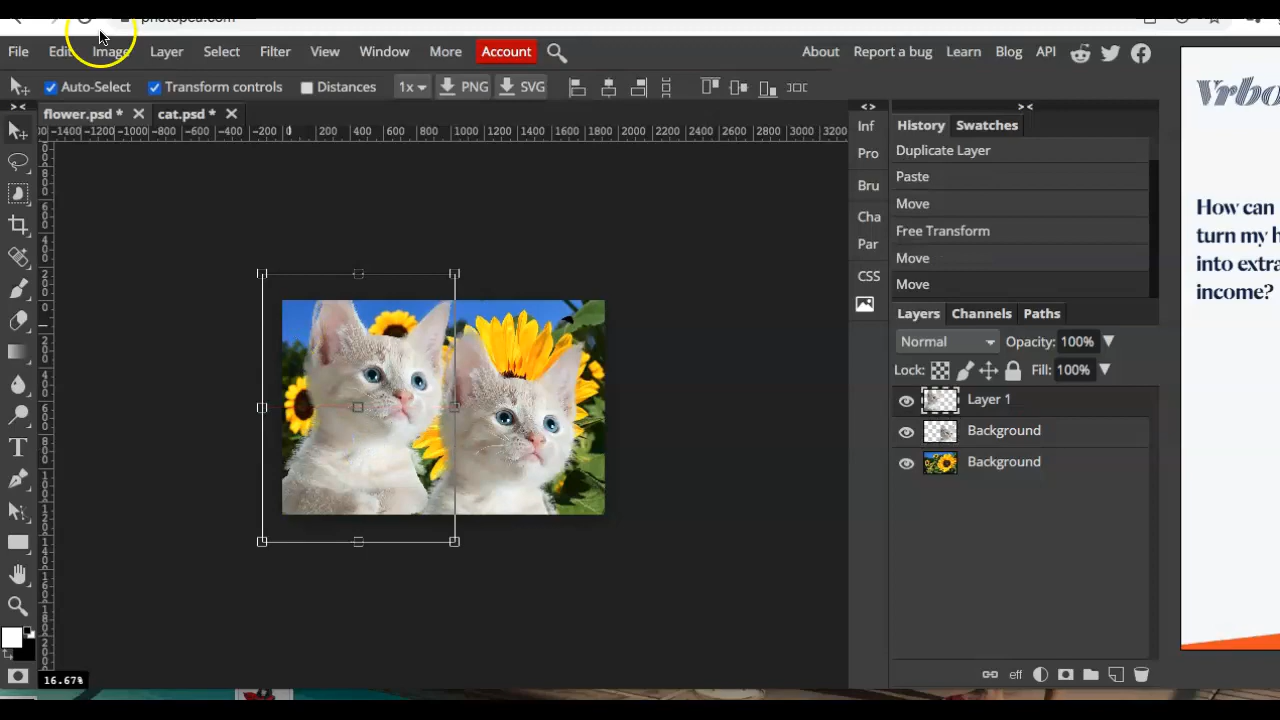 photopea.com
File Edit Image Layer Select Filter View Window More Account About Report a bug Learn Blog API
Auto-Select Transform controls Distances 1x PNG SVG
flower.psd * cat.psd *
-1400 -1200 -1000 -800 -600 -400 -200 0 200 400 600 800 1000 1200 1400 1600 1800 2000 2200 2400 2600 2800 3000 3200
Inf
Pro
Bru
Cha
Par
CSS
History Swatches
Duplicate Layer
Paste
Move
Free Transform
Move
Move
Layers Channels Paths
Normal Opacity: 100%
Lock: Fill: 100%
Layer 1
Background
Background
eff
16.67%
Vrbo
How can
turn my h
into extra
income?